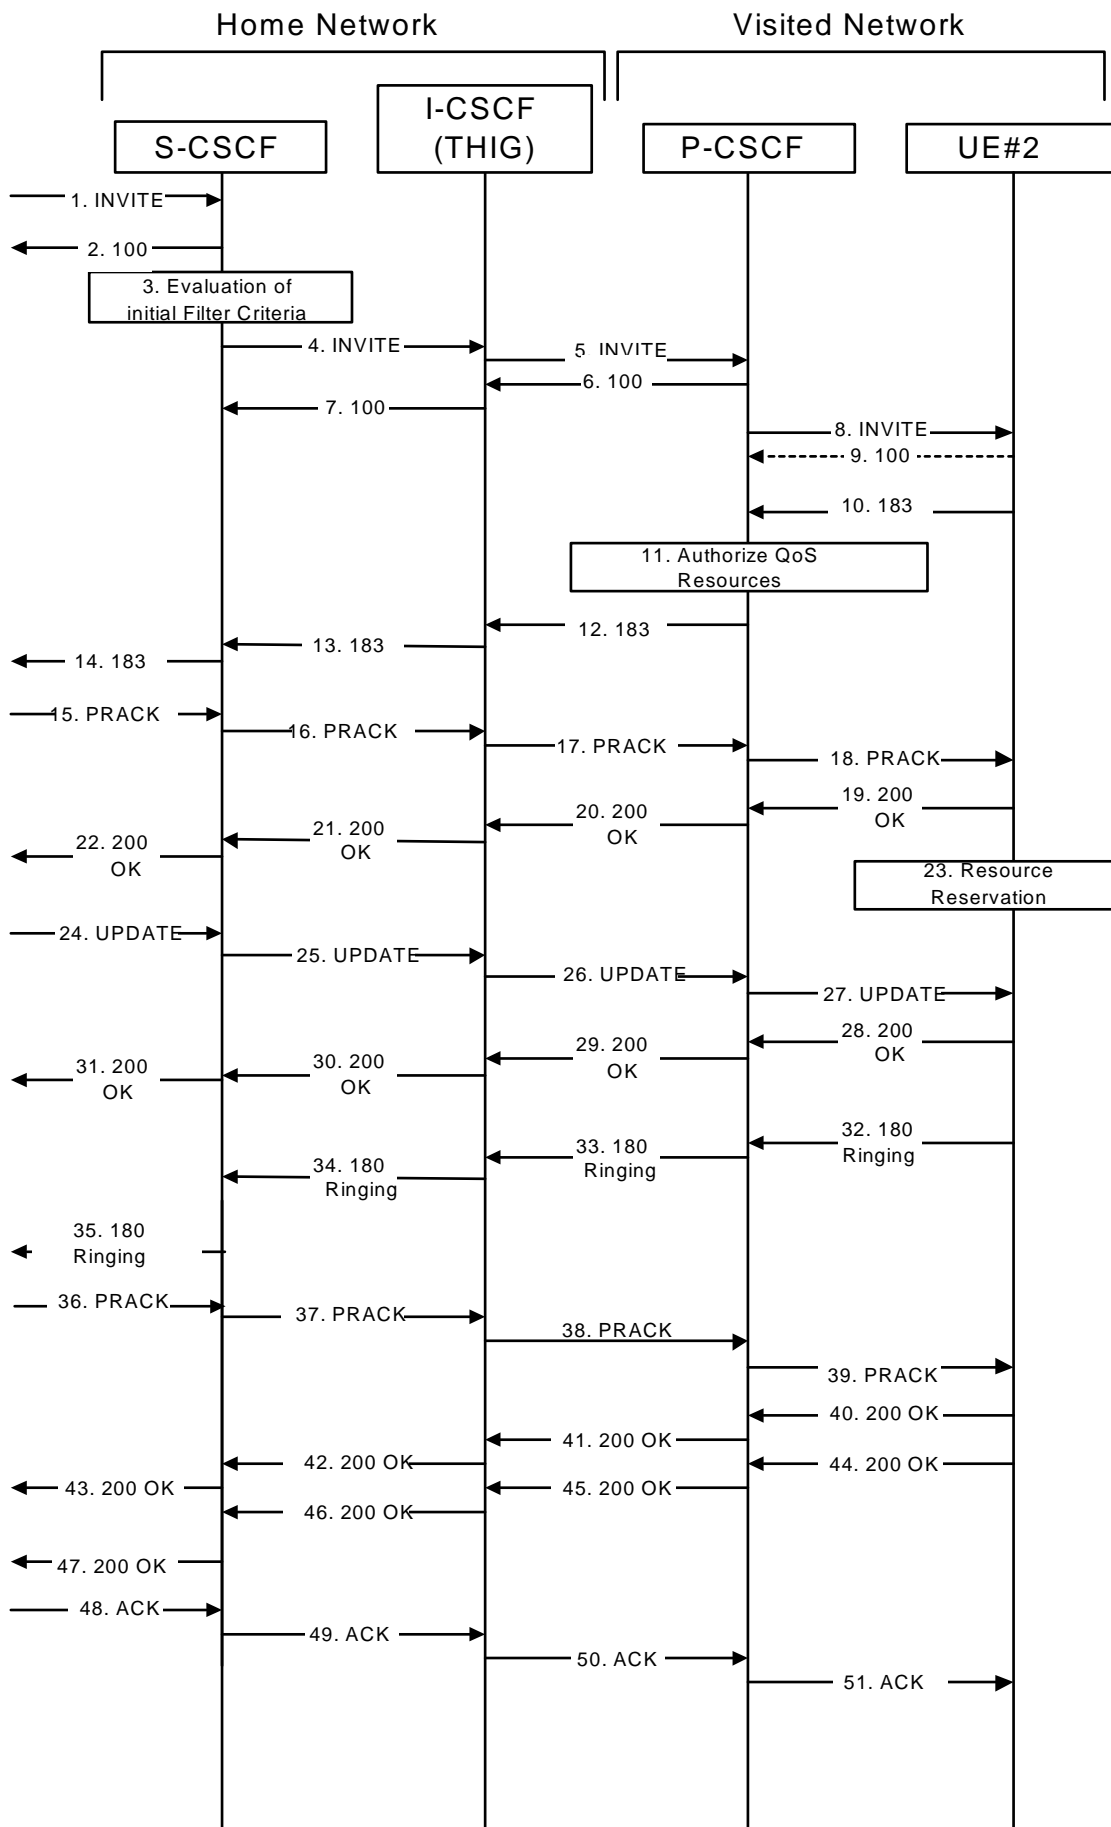 Home Network
Visited Network
I-CSCF
(THIG)
S-CSCF
P-CSCF
UE#2
1. INVITE
2. 100
3. Evaluation of
initial Filter Criteria
4. INVITE
5. INVITE
6. 100
7. 100
8. INVITE
9. 100
10. 183
11. Authorize QoS
Resources
12. 183
13. 183
14. 183
15. PRACK
16. PRACK
17. PRACK
18. PRACK
19. 200
OK
20. 200
OK
21. 200
OK
22. 200
OK
23. Resource
Reservation
24. UPDATE
25. UPDATE
26. UPDATE
27. UPDATE
28. 200
OK
29. 200
OK
30. 200
OK
31. 200
OK
32. 180
Ringing
33. 180
Ringing
34. 180
Ringing
35. 180
Ringing
36. PRACK
37. PRACK
38. PRACK
39. PRACK
40. 200 OK
41. 200 OK
42. 200 OK
43. 200 OK
44. 200 OK
45. 200 OK
46. 200 OK
47. 200 OK
48. ACK
49. ACK
50. ACK
51. ACK